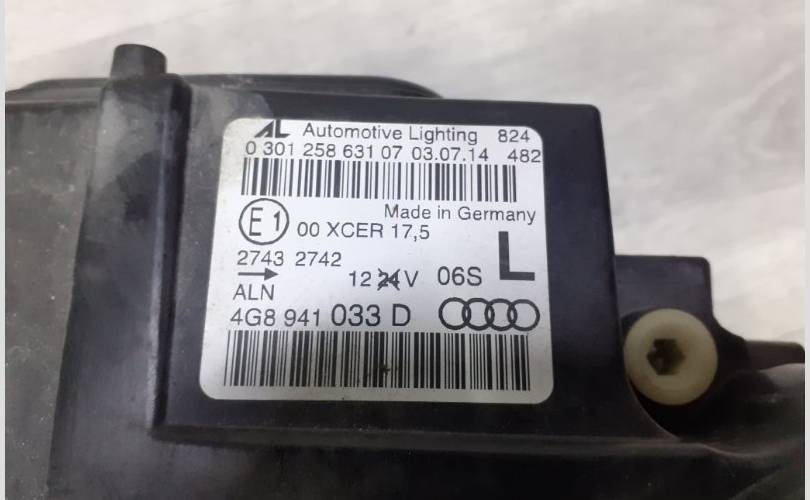 AL Automotive Lighting 824
0 301 258 631 07 03.07.14 482
Made in Germany
E1 00 XCER 17,5
L
2743 2742
12 24 V 06S
ALN
4G8 941 033 D